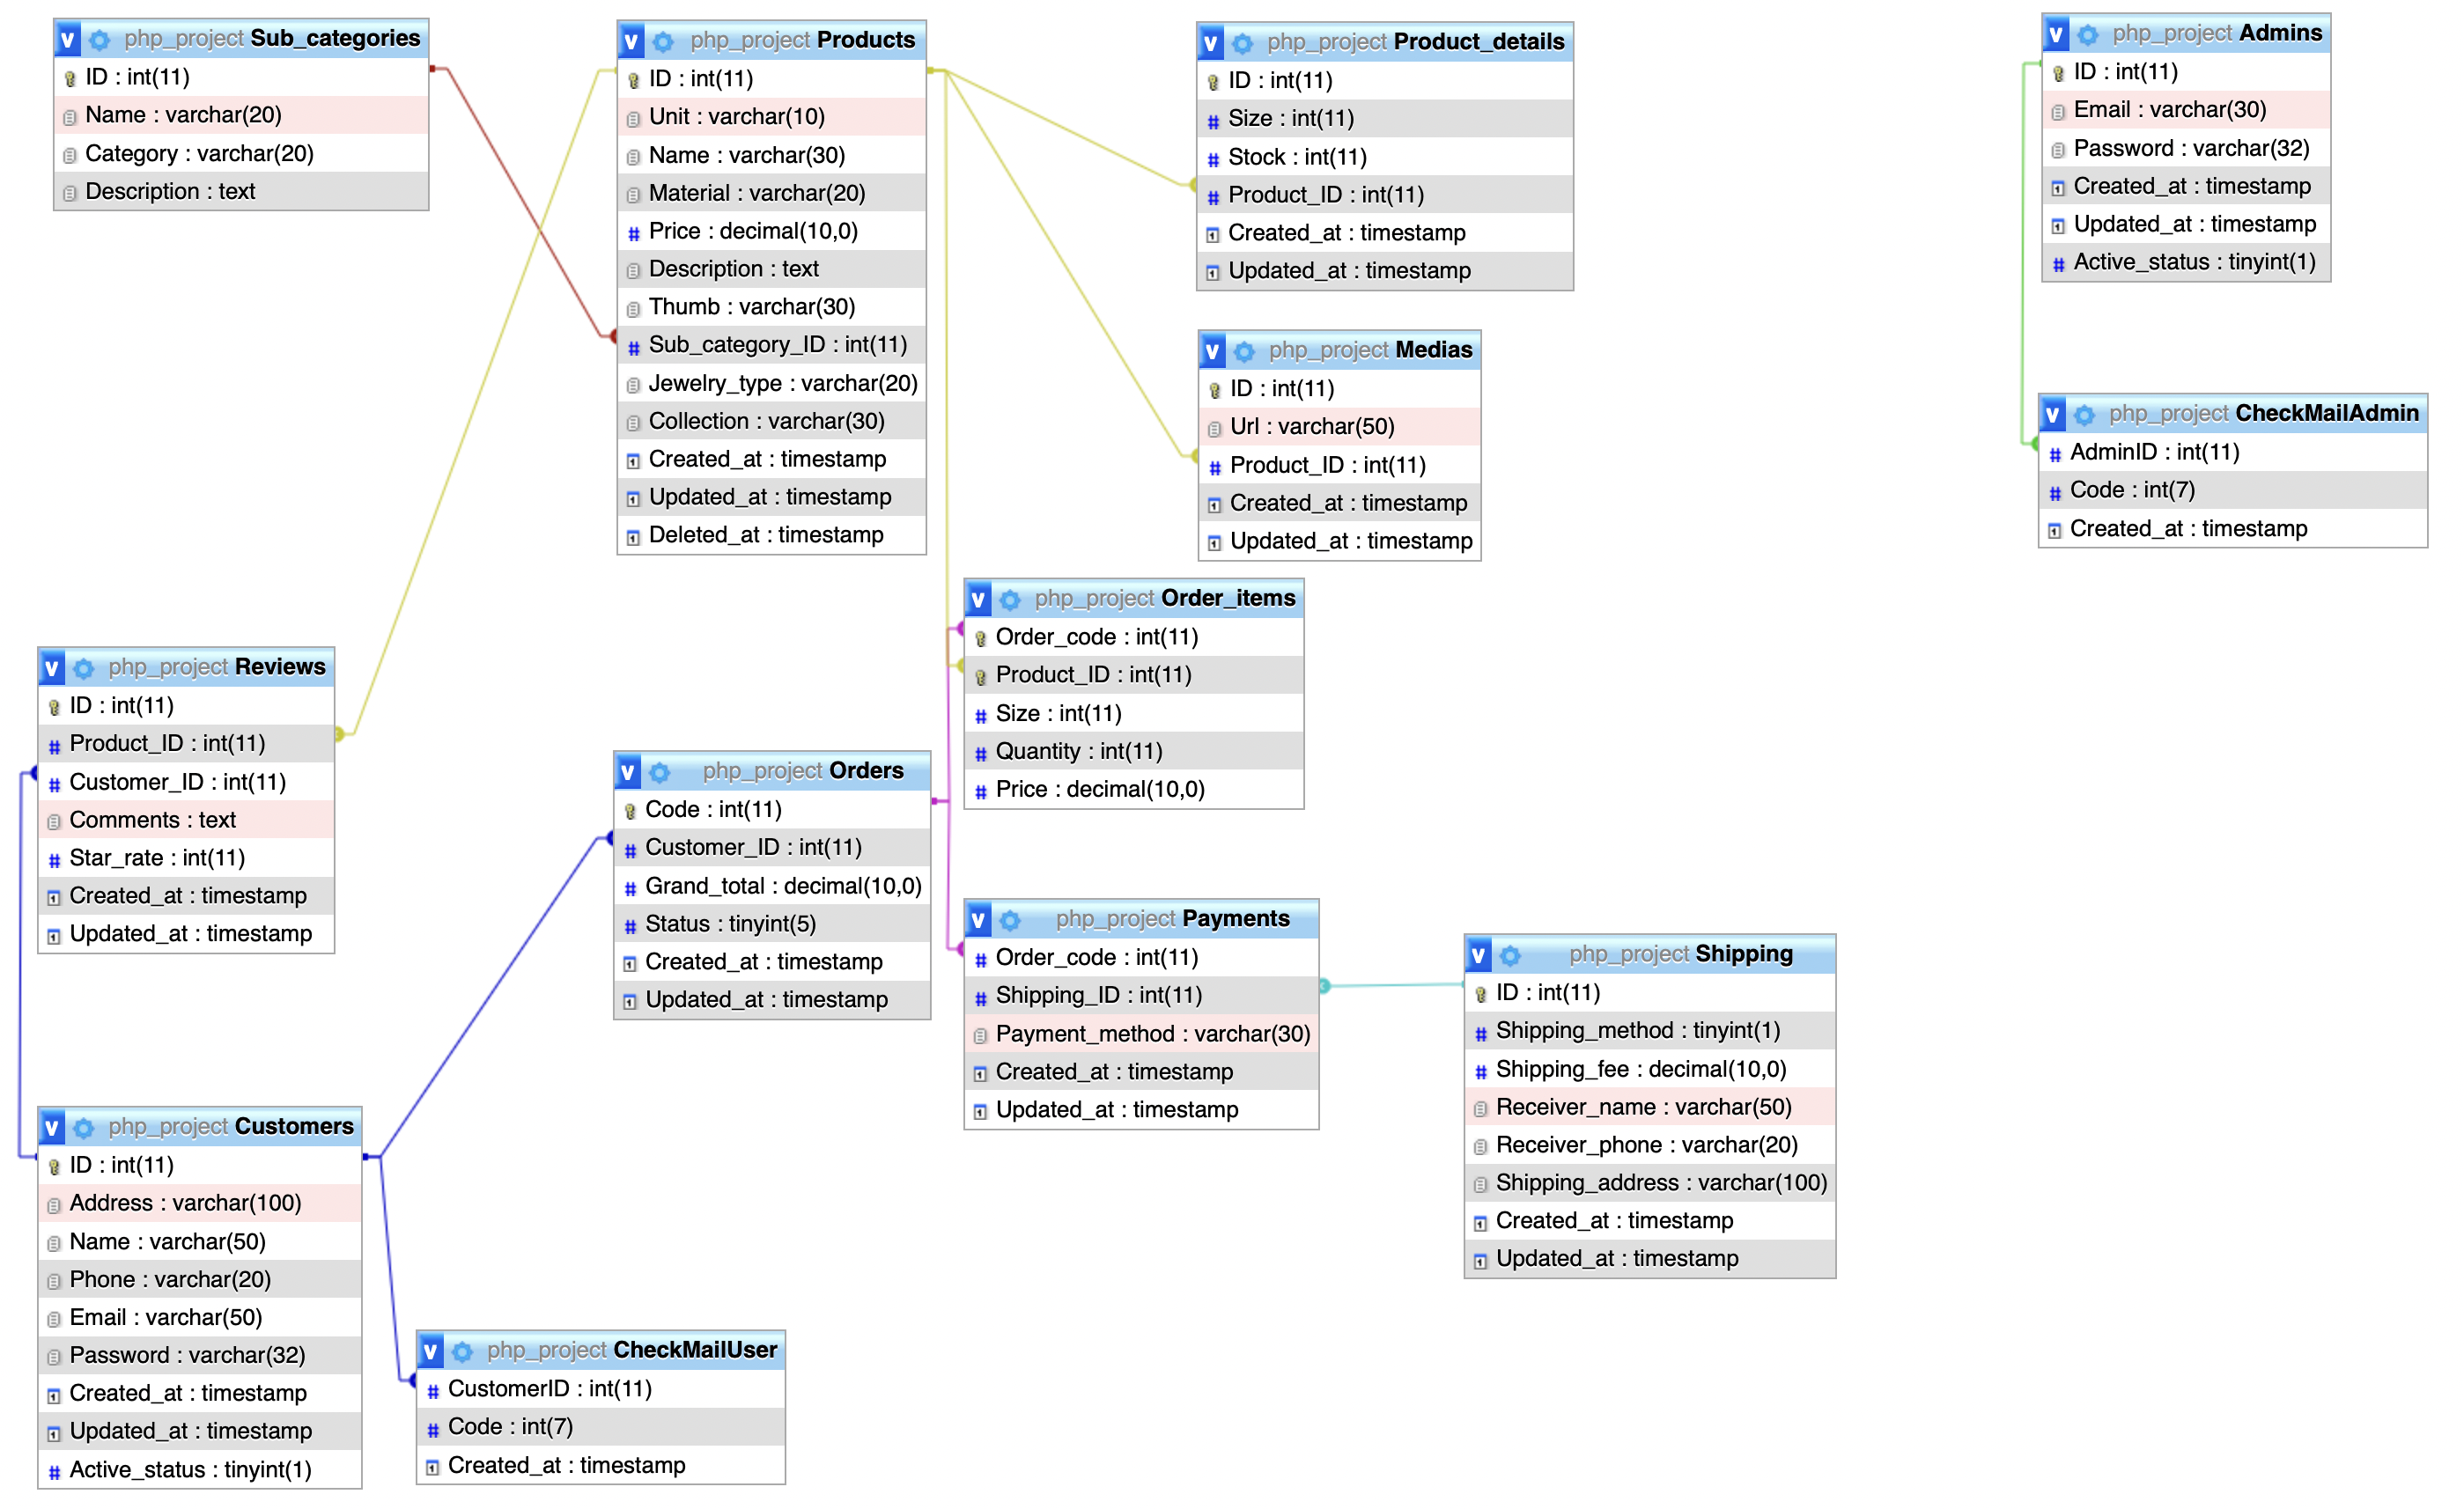 v php_project Sub_categories
ID : int(11)
Name : varchar(20)
Category : varchar(20)
Description : text
v php_project Products
ID : int(11)
Unit : varchar(10)
Name : varchar(30)
Material : varchar(20)
Price : decimal(10,0)
Description : text
Thumb : varchar(30)
Sub_category_ID : int(11)
Jewelry_type : varchar(20)
Collection : varchar(30)
Created_at : timestamp
Updated_at : timestamp
Deleted_at : timestamp
v php_project Product_details
ID : int(11)
Size : int(11)
Stock : int(11)
Product_ID : int(11)
Created_at : timestamp
Updated_at : timestamp
v php_project Admins
ID : int(11)
Email : varchar(30)
Password : varchar(32)
Created_at : timestamp
Updated_at : timestamp
Active_status : tinyint(1)
v php_project Medias
ID : int(11)
Url : varchar(50)
Product_ID : int(11)
Created_at : timestamp
Updated_at : timestamp
v php_project CheckMailAdmin
AdminID : int(11)
Code : int(7)
Created_at : timestamp
v php_project Order_items
Order_code : int(11)
Product_ID : int(11)
Size : int(11)
Quantity : int(11)
Price : decimal(10,0)
v php_project Reviews
ID : int(11)
Product_ID : int(11)
Customer_ID : int(11)
Comments : text
Star_rate : int(11)
Created_at : timestamp
Updated_at : timestamp
v php_project Orders
Code : int(11)
Customer_ID : int(11)
Grand_total : decimal(10,0)
Status : tinyint(5)
Created_at : timestamp
Updated_at : timestamp
v php_project Payments
Order_code : int(11)
Shipping_ID : int(11)
Payment_method : varchar(30)
Created_at : timestamp
Updated_at : timestamp
v php_project Shipping
ID : int(11)
Shipping_method : tinyint(1)
Shipping_fee : decimal(10,0)
Receiver_name : varchar(50)
Receiver_phone : varchar(20)
Shipping_address : varchar(100)
Created_at : timestamp
Updated_at : timestamp
v php_project Customers
ID : int(11)
Address : varchar(100)
Name : varchar(50)
Phone : varchar(20)
Email : varchar(50)
Password : varchar(32)
Created_at : timestamp
Updated_at : timestamp
Active_status : tinyint(1)
v php_project CheckMailUser
CustomerID : int(11)
Code : int(7)
Created_at : timestamp